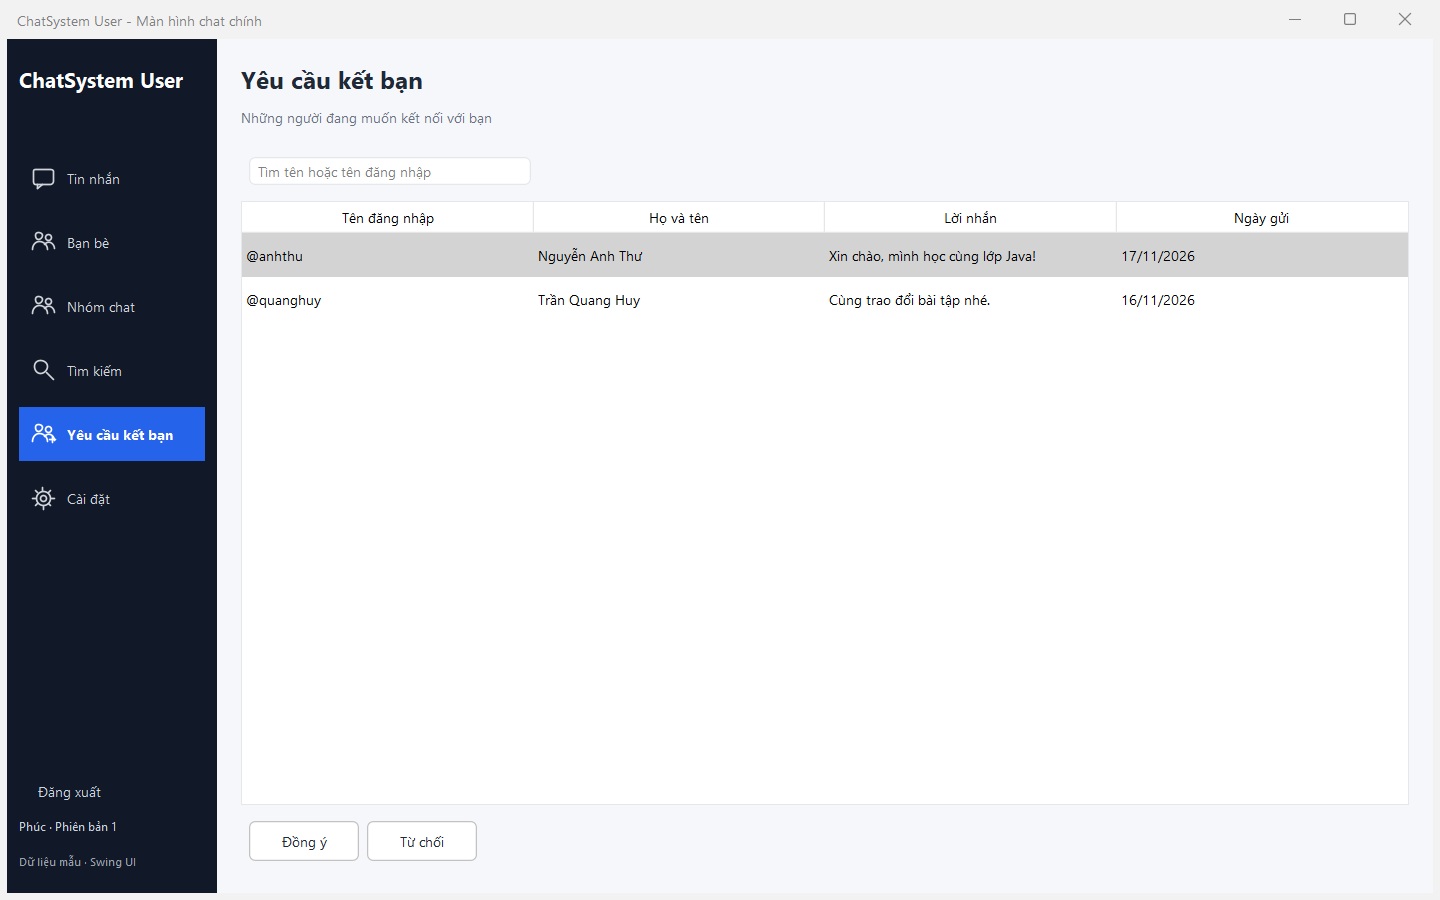 ChatSystem User - Màn hình chat chính
ChatSystem User
Tin nhắn
Bạn bè
Nhóm chat
Tìm kiếm
Yêu cầu kết bạn
Cài đặt
Đăng xuất
Phúc · Phiên bản 1
Dữ liệu mẫu · Swing UI
Yêu cầu kết bạn
Những người đang muốn kết nối với bạn
Tìm tên hoặc tên đăng nhập
Tên đăng nhập Họ và tên Lời nhắn Ngày gửi
@anhthu Nguyễn Anh Thư Xin chào, mình học cùng lớp Java! 17/11/2026
@quanghuy Trần Quang Huy Cùng trao đổi bài tập nhé. 16/11/2026
Đồng ý Từ chối